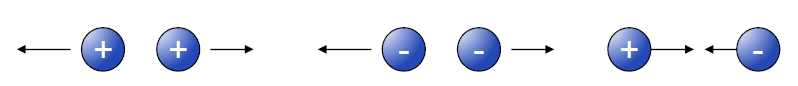 + + - - + -